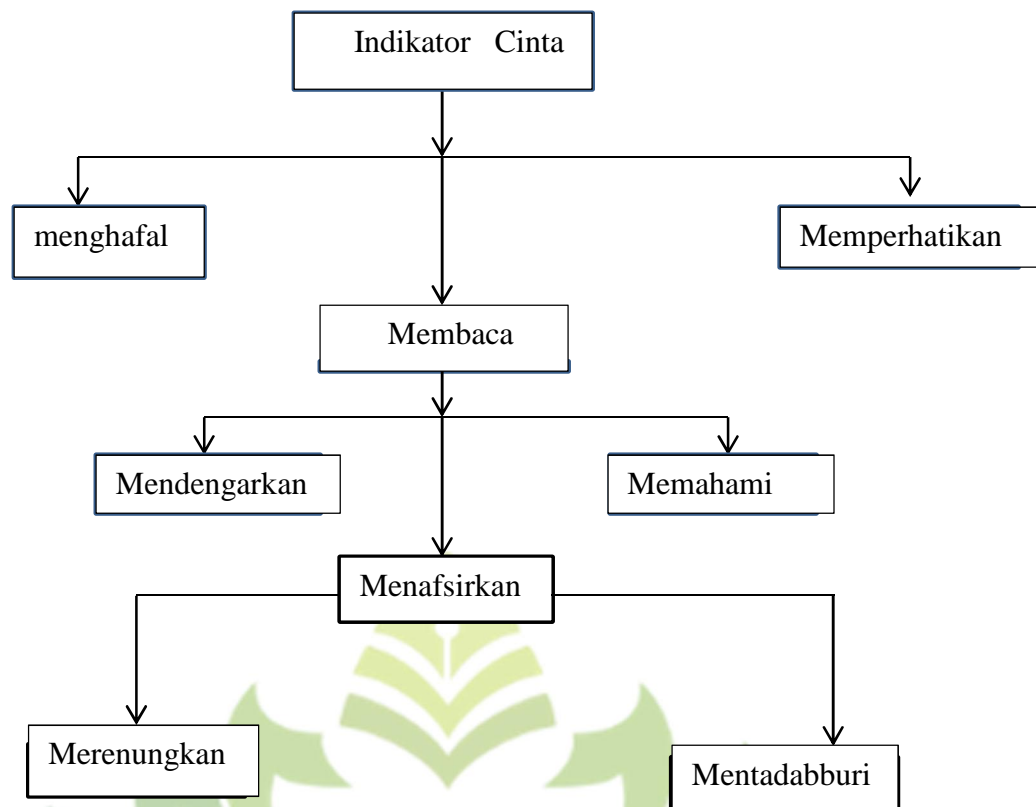 Indikator Cinta
menghafal
Memperhatikan
Membaca
Mendengarkan
Memahami
Menafsirkan
Merenungkan
Mentadabburi